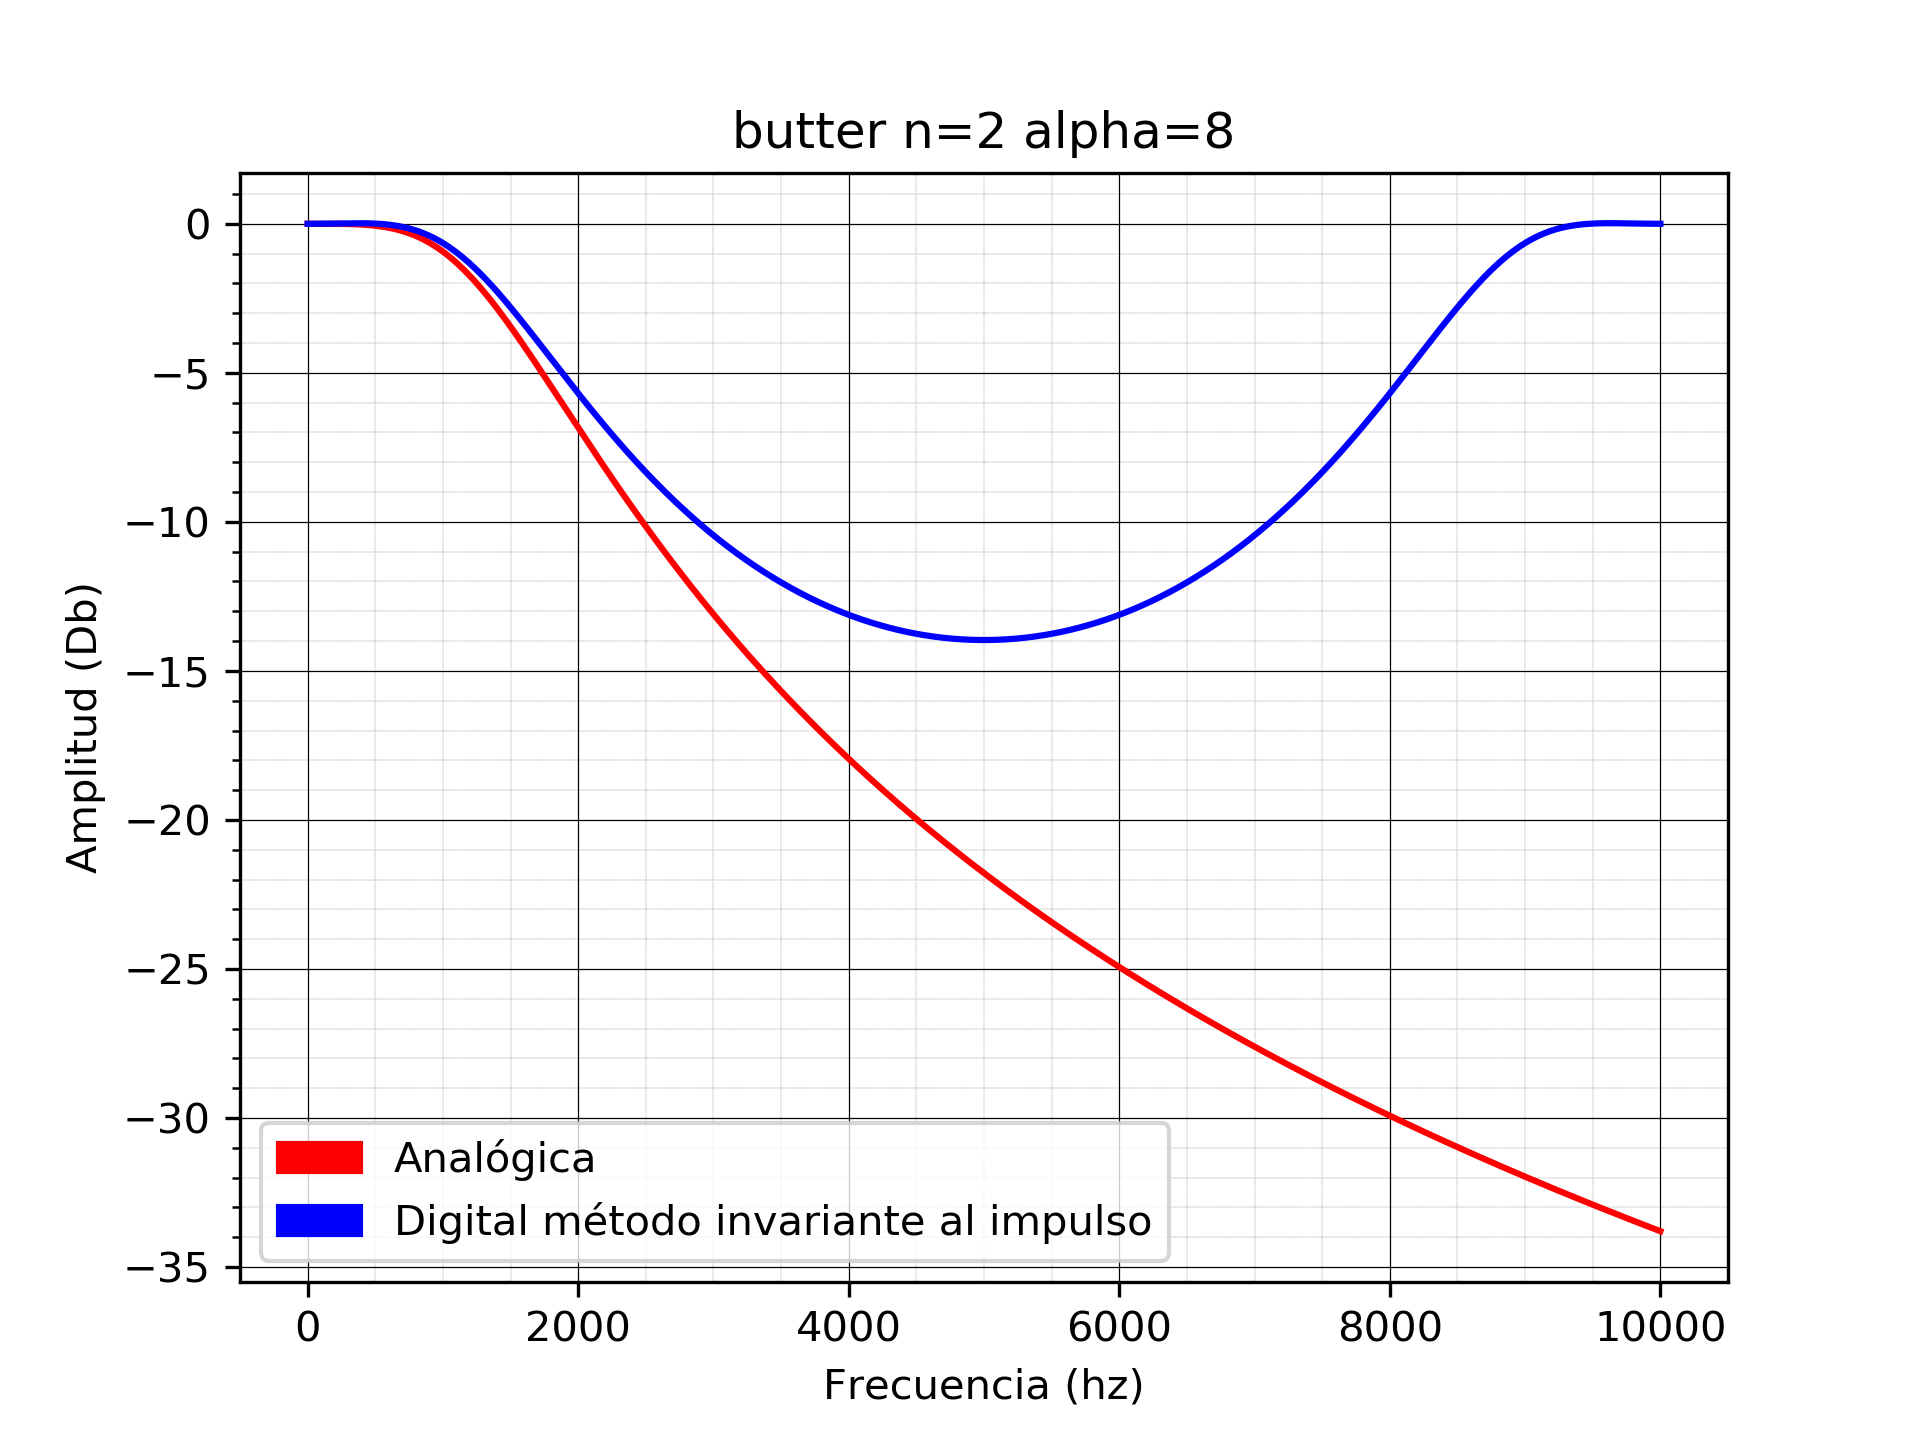 butter n=2 alpha=8
Amplitud (Db)
0
−5
−10
−15
−20
−25
−30
−35
Analógica
Digital método invariante al impulso
0 2000 4000 6000 8000 10000
Frecuencia (hz)